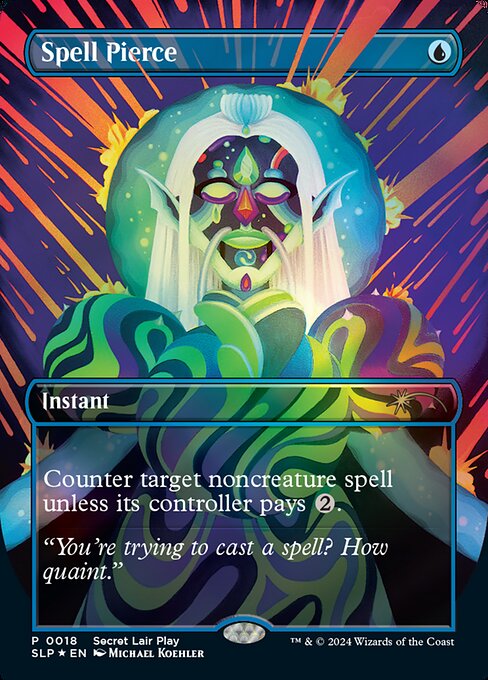 Spell Pierce
Instant
Counter target noncreature spell
unless its controller pays 2.
“You’re trying to cast a spell? How
quaint.”
P 0018 Secret Lair Play
SLP ★ EN Michael Koehler
™ & © 2024 Wizards of the Coast